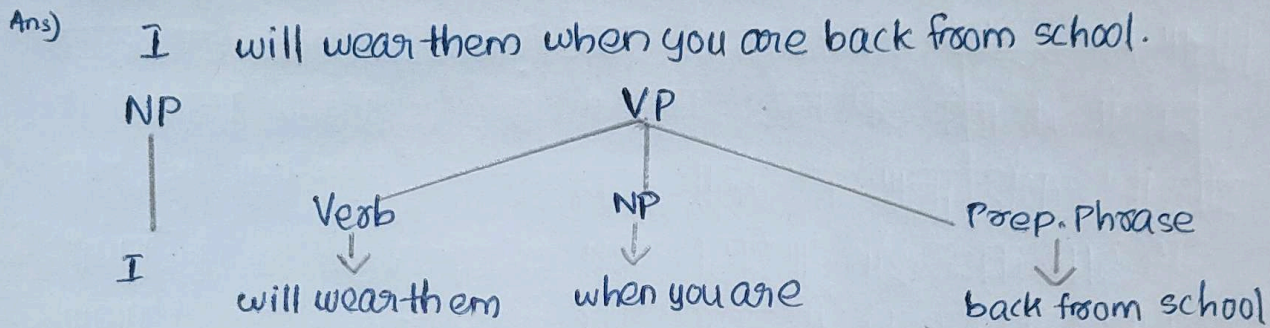 Ans) I will wear them when you are back from school.
NP VP
Verb NP Prep. Phrase
I will wear them when you are back from school